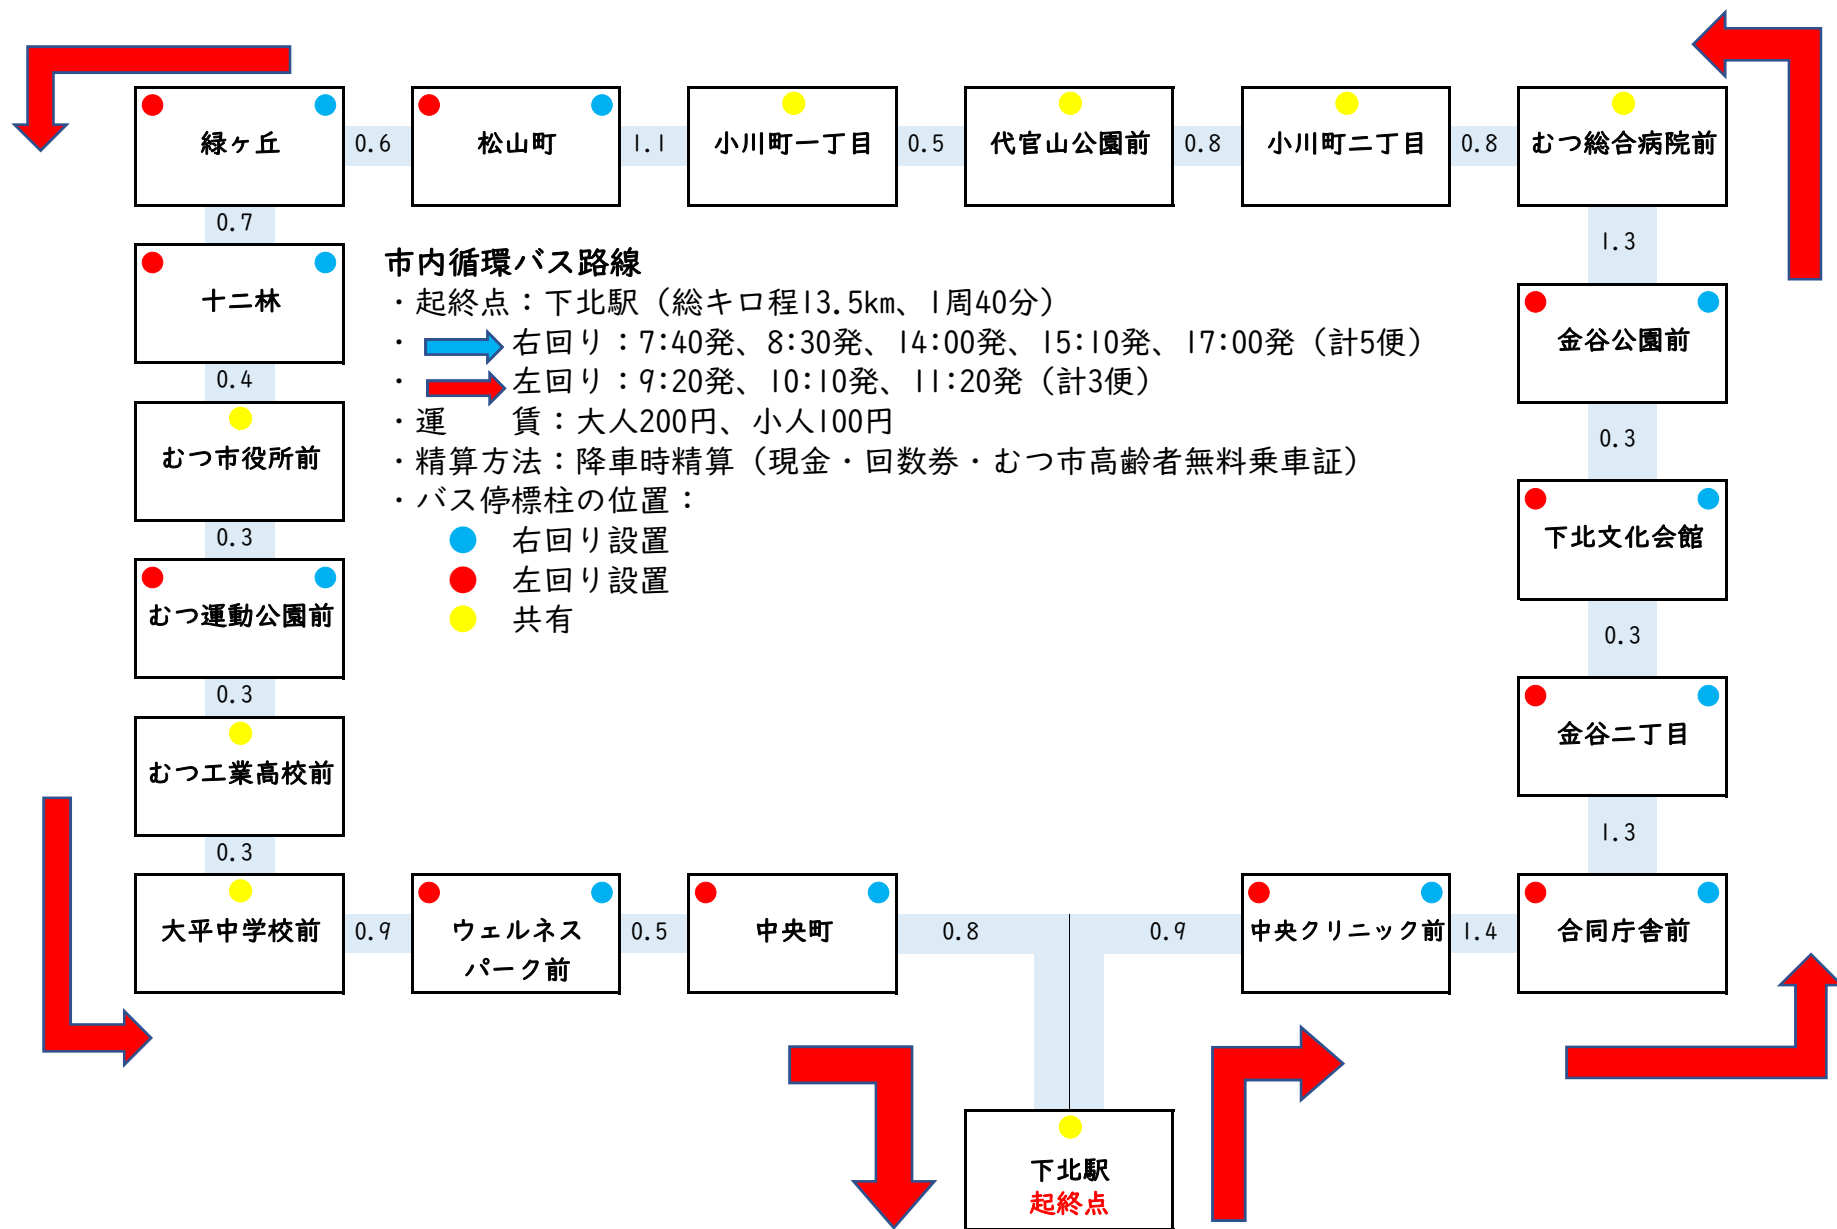 緑ヶ丘
0.6
松山町
1.1
小川町一丁目
0.5
代官山公園前
0.8
小川町二丁目
0.8
むつ総合病院前
0.7
1.3
市内循環バス路線
・起終点：下北駅（総キロ程13.5km、1周40分）
・ 右回り：7:40発、8:30発、14:00発、15:10発、17:00発（計5便）
・ 左回り：9:20発、10:10発、11:20発（計3便）
・運　　賃：大人200円、小人100円
・精算方法：降車時精算（現金・回数券・むつ市高齢者無料乗車証）
・バス停標柱の位置：
右回り設置
左回り設置
共有
十二林
0.4
むつ市役所前
0.3
むつ運動公園前
0.3
むつ工業高校前
0.3
金谷公園前
0.3
下北文化会館
0.3
金谷二丁目
1.3
大平中学校前
0.9
ウェルネス
パーク前
0.5
中央町
0.8
0.9
中央クリニック前
1.4
合同庁舎前
下北駅
起終点